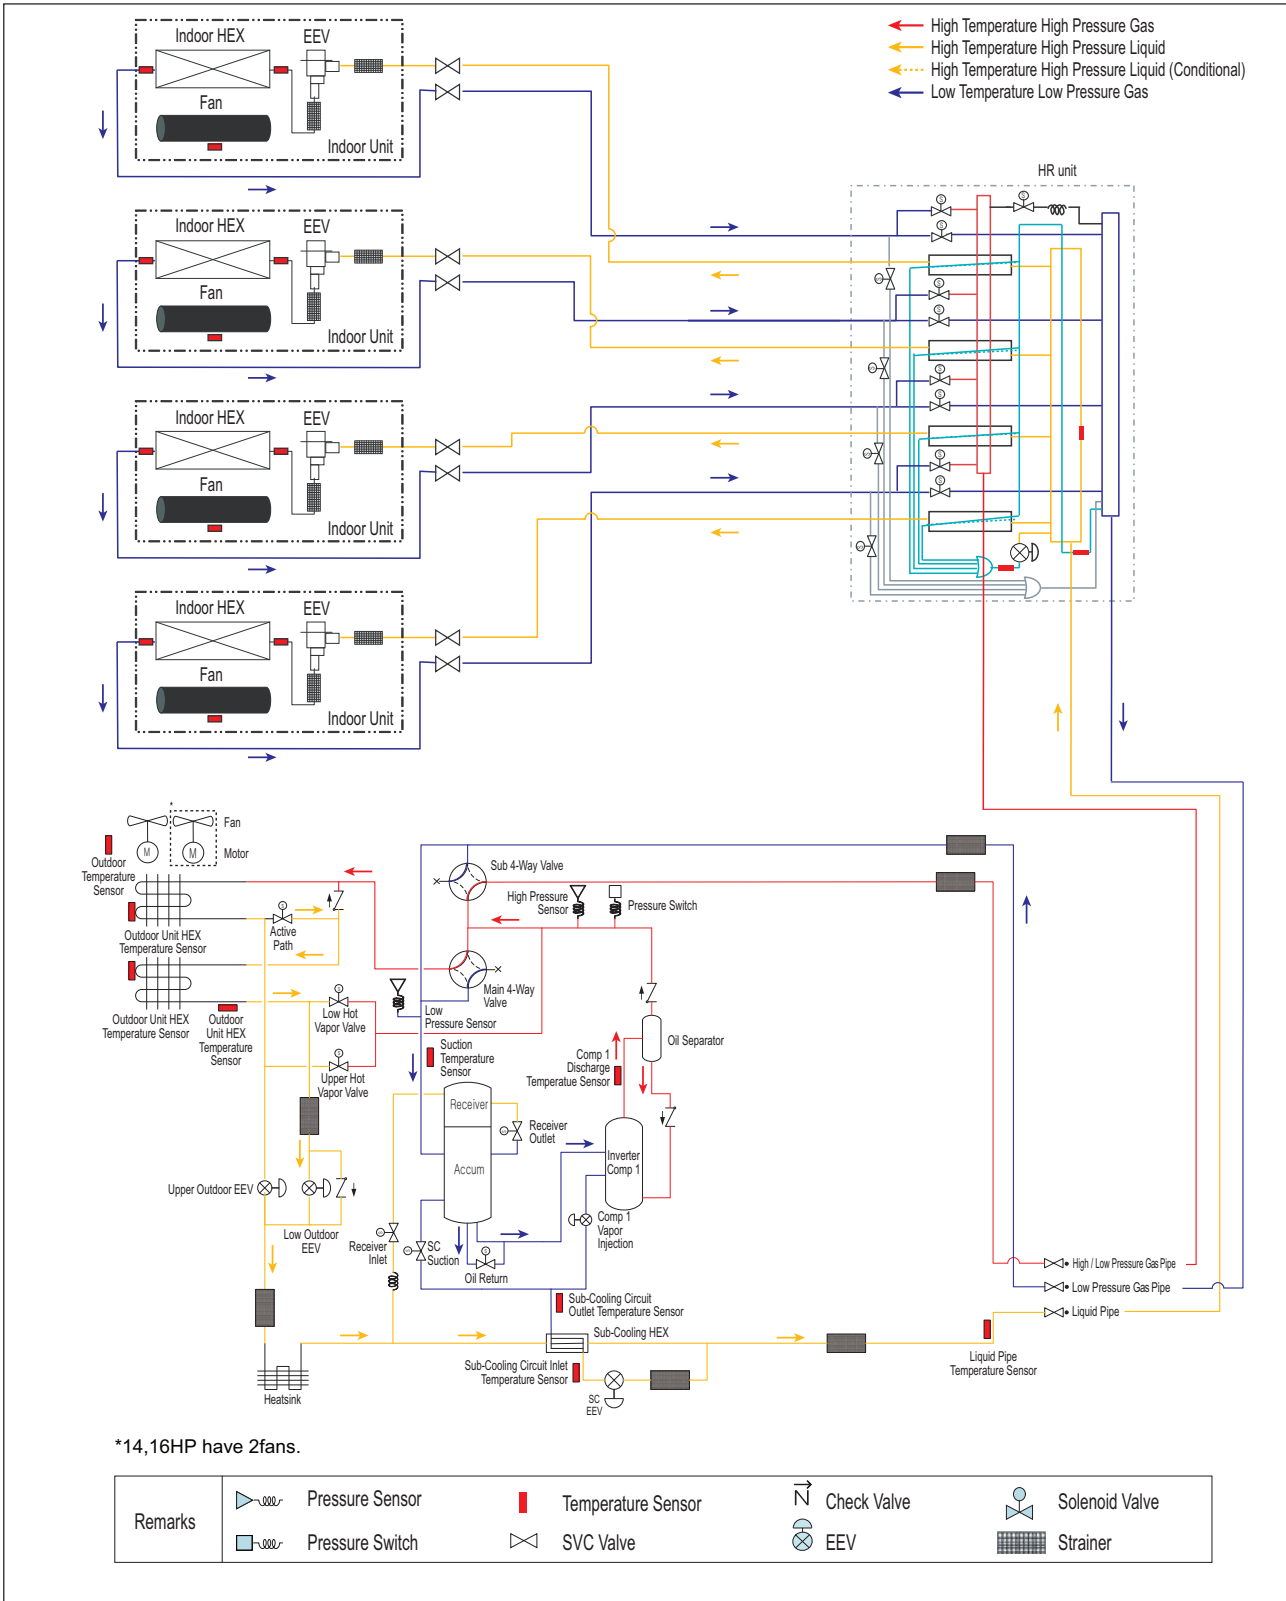 High Temperature High Pressure Gas
High Temperature High Pressure Liquid
High Temperature High Pressure Liquid (Conditional)
Low Temperature Low Pressure Gas
Indoor HEX
EEV
Fan
Indoor Unit
HR unit
S
S
S
S
S
S
S
S
S
S
S
S
S
Indoor HEX
EEV
Fan
Indoor Unit
Indoor HEX
EEV
Fan
Indoor Unit
Indoor HEX
EEV
Fan
Indoor Unit
*
Fan
M
M
Motor
Outdoor
Temperature
Sensor
Outdoor Unit HEX
Temperature Sensor
S
Active
Path
Sub 4-Way Valve
High Pressure
Sensor
Pressure Switch
Main 4-Way
Valve
Outdoor Unit HEX
Temperature Sensor
Outdoor
Unit HEX
Temperature
Sensor
S
Low Hot
Vapor Valve
S
Upper Hot
Vapor Valve
Low
Pressure Sensor
Suction
Temperature
Sensor
Comp 1
Discharge
Temperatue Sensor
Oil Separator
Receiver
Accum
S
Receiver
Outlet
Inverter
Comp 1
Upper Outdoor EEV
Low Outdoor
EEV
S
Receiver
Inlet
S
SC
Suction
S
Oil Return
Comp 1
Vapor
Injection
Sub-Cooling Circuit
Outlet Temperature Sensor
Sub-Cooling HEX
Sub-Cooling Circuit Inlet
Temperature Sensor
SC
EEV
Heatsink
High / Low Pressure Gas Pipe
Low Pressure Gas Pipe
Liquid Pipe
Liquid Pipe
Temperature Sensor
*14,16HP have 2fans.
Remarks
Pressure Sensor
Temperature Sensor
Check Valve
Solenoid Valve
Pressure Switch
SVC Valve
EEV
Strainer